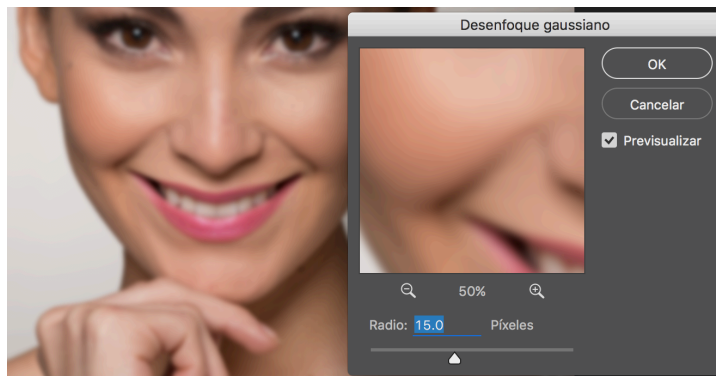 Desenfoque gaussiano
OK
Cancelar
Previsualizar
50%
Radio: 15.0 Píxeles